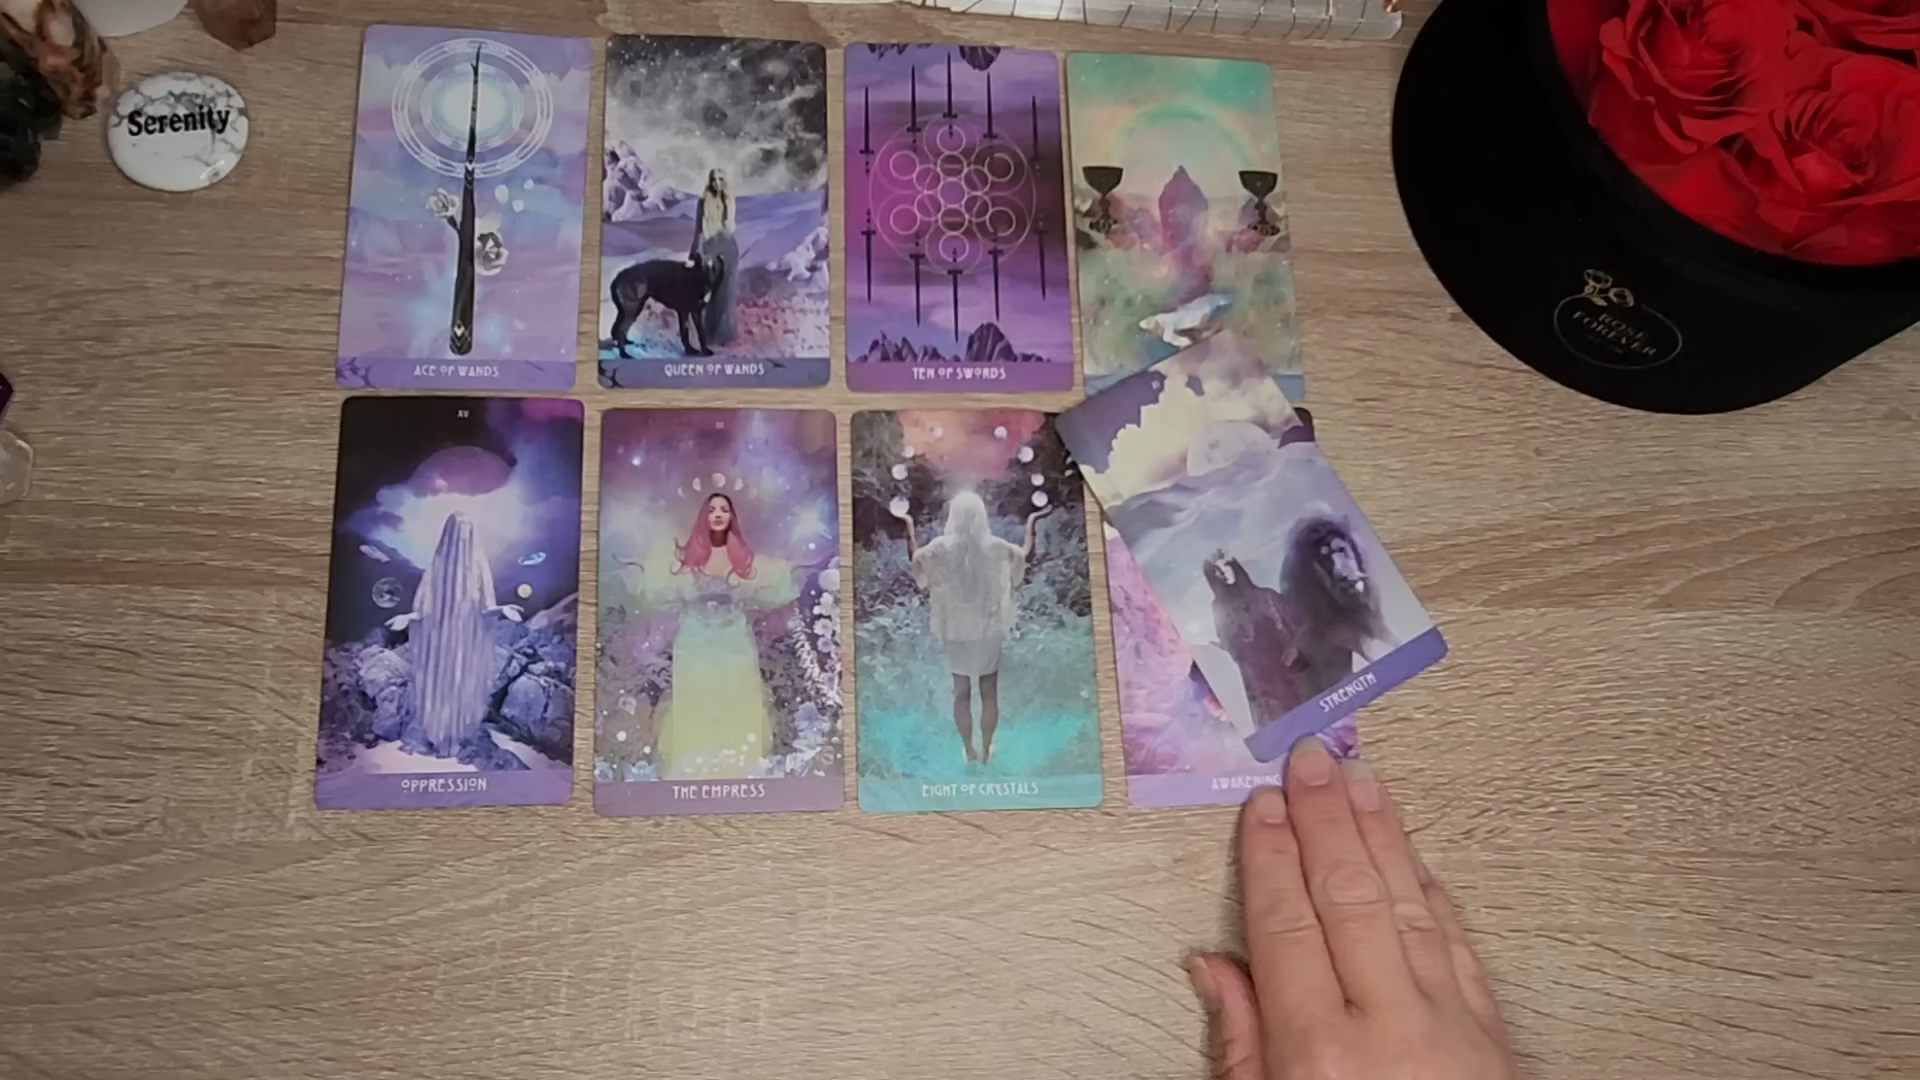 Serenity
ACE OF WANDS
QUEEN OF WANDS
TEN OF SWORDS
ROSE
FOREVER
XV
III
OPPRESSION
THE EMPRESS
EIGHT OF CRYSTALS
AWAKENING
STRENGTH